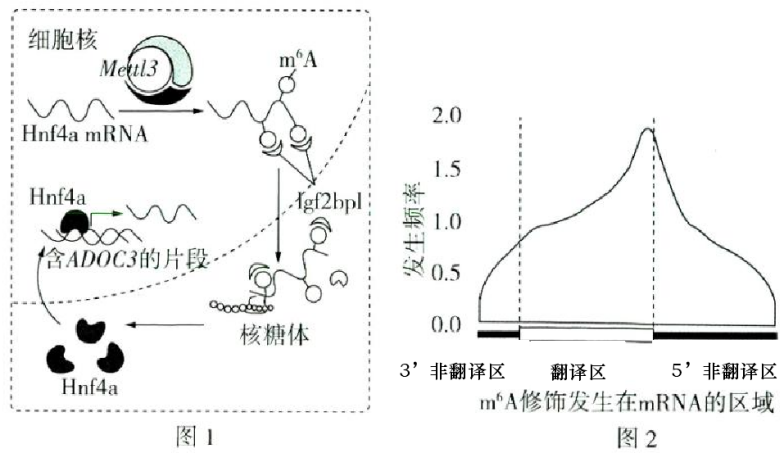 细胞核
Mettl3
m⁶A
Hnf4a mRNA
Igf2bpl
Hnf4a
含ADOC3的片段
核糖体
Hnf4a
图1
发生频率
2.0
1.5
1.0
0.5
0.0
3’非翻译区 翻译区 5’非翻译区
m⁶A修饰发生在mRNA的区域
图2